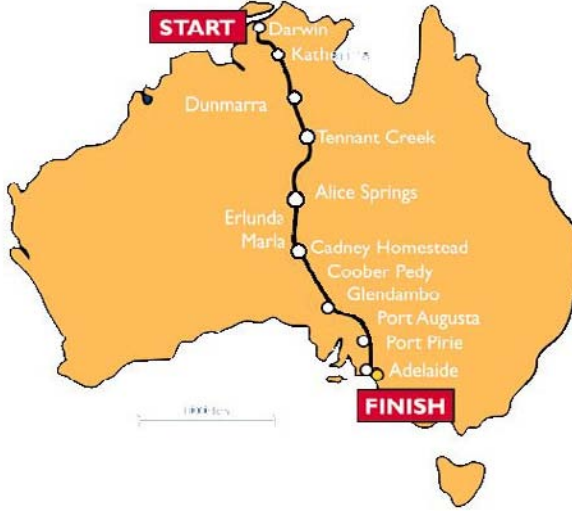 START
Darwin
Dunmarra
Tennant Creek
Alice Springs
Erlunda
Marla
Cadney Homestead
Coober Pedy
Glendambo
Port Augusta
Port Pirie
Adelaide
FINISH